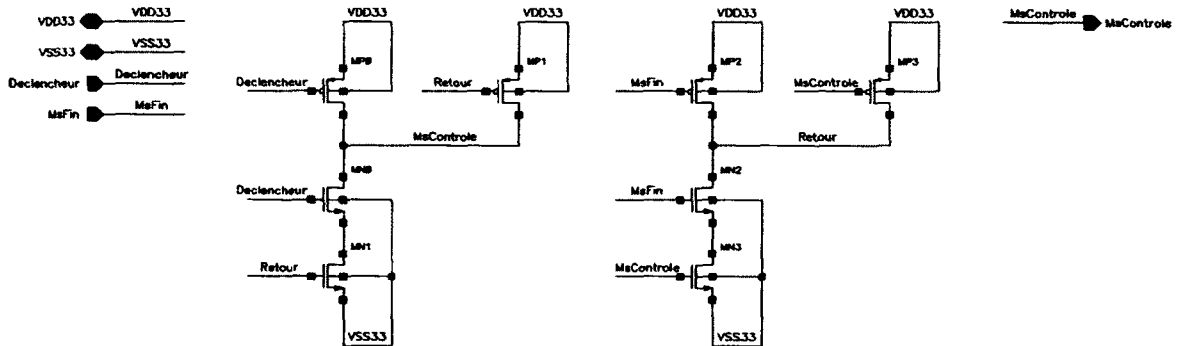 VDD33 VDD33
VSS33 VSS33
Declencheur Declencheur
MsFin MsFin
VDD33
MP0
Declencheur
VDD33
MP1
Retour
MsControle
MN0
Declencheur
MN1
Retour
VSS33
VDD33
MP2
MsFin
VDD33
MP3
MsControle
Retour
MN2
MsFin
MN3
MsControle
VSS33
MsControle MsControle